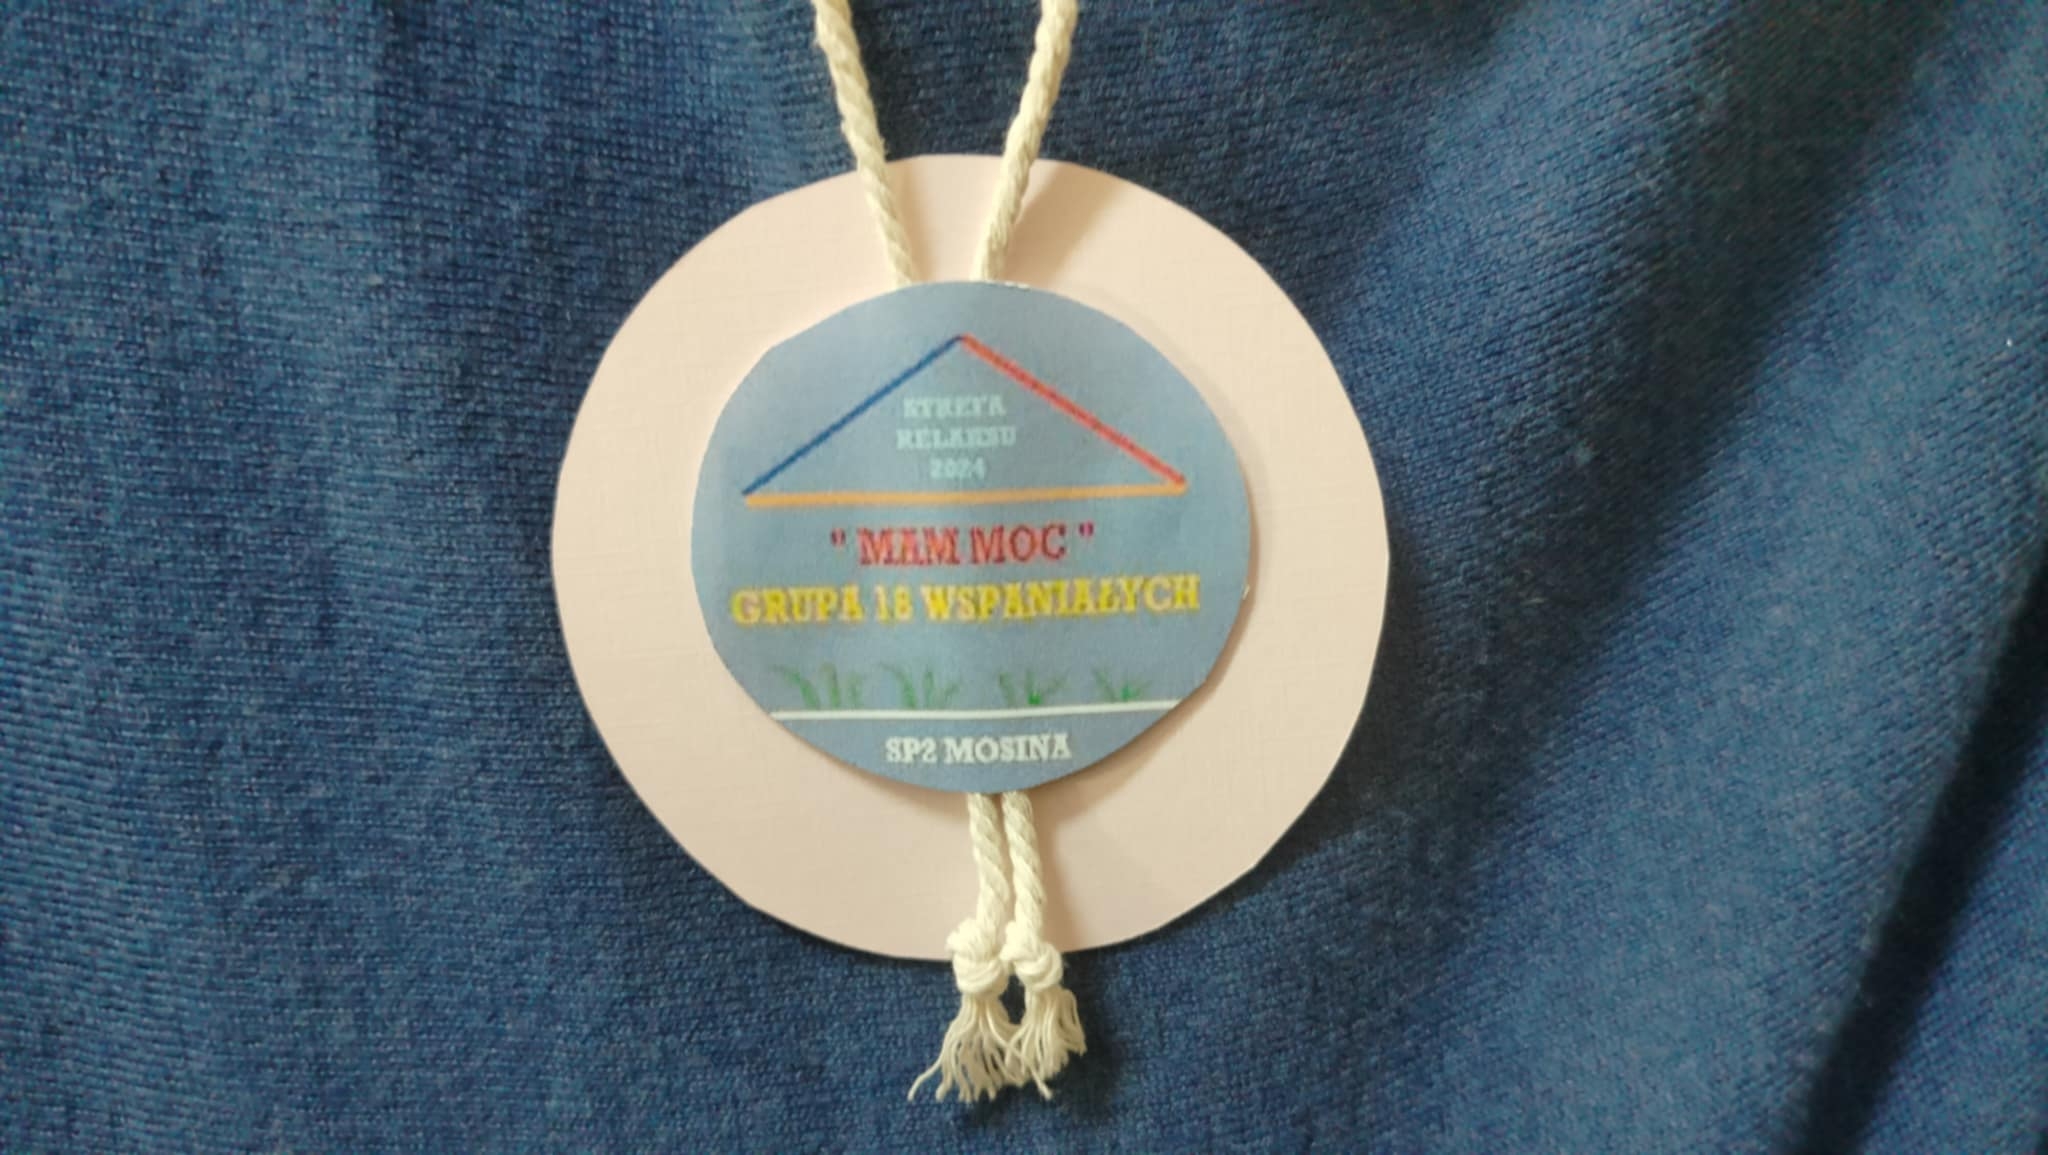 STREFA
RELAKSU
2024
" MAM MOC "
GRUPA 18 WSPANIAŁYCH
SP2 MOSINA